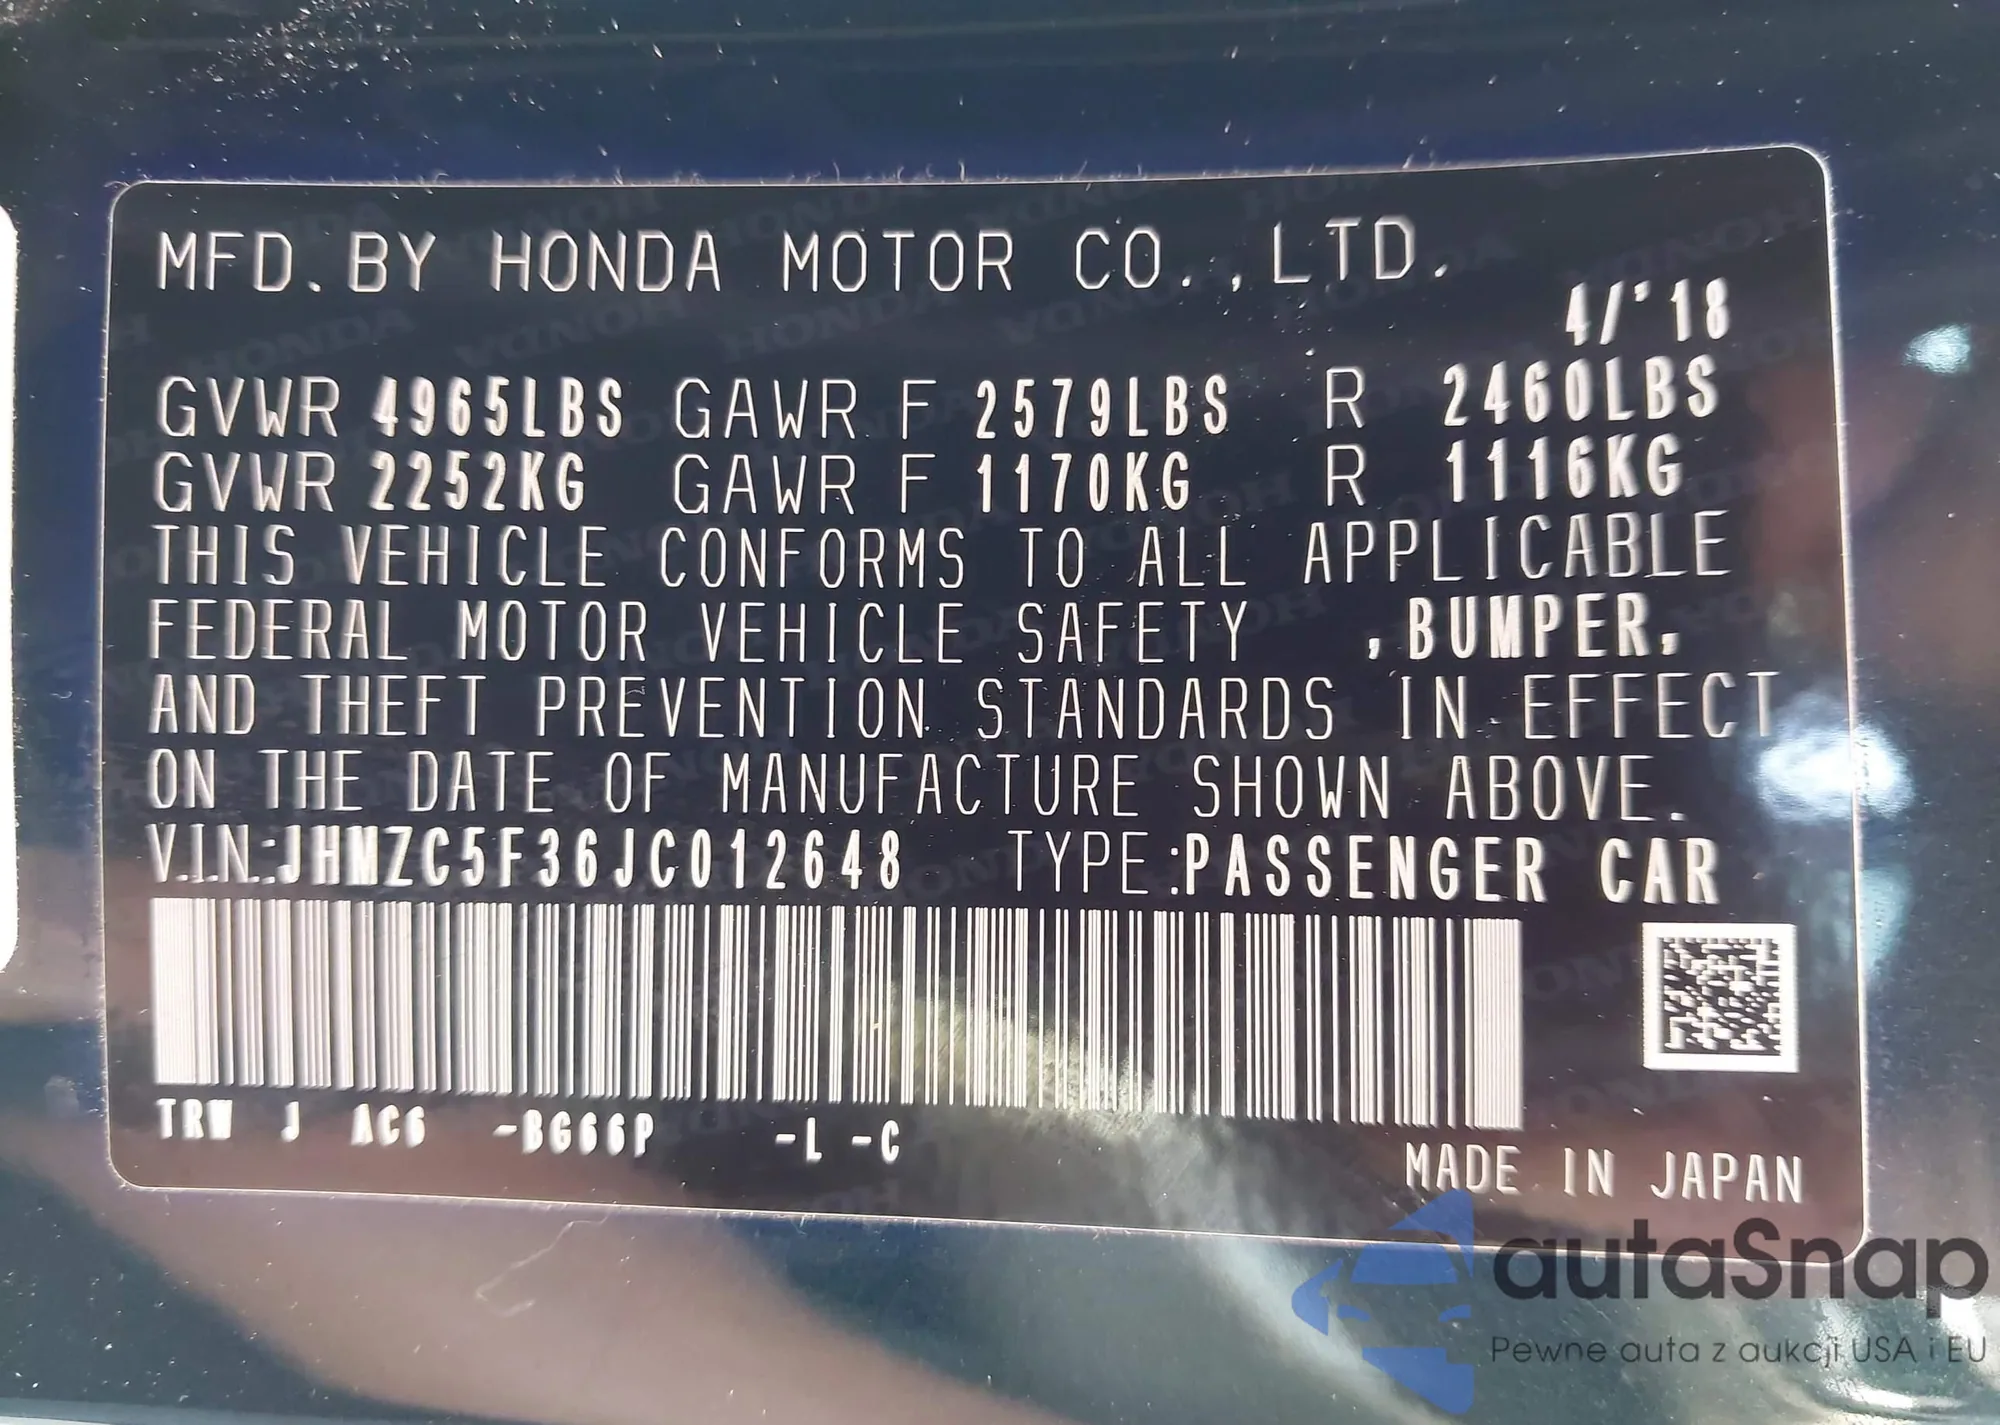 MFD. BY HONDA MOTOR CO., LTD.
4/'18
GVWR 4965LBS GAWR F 2579LBS R 2460LBS
GVWR 2252KG GAWR F 1170KG R 1116KG
THIS VEHICLE CONFORMS TO ALL APPLICABLE
FEDERAL MOTOR VEHICLE SAFETY , BUMPER,
AND THEFT PREVENTION STANDARDS IN EFFECT
ON THE DATE OF MANUFACTURE SHOWN ABOVE.
V.I.N.:JHMZC5F36JC012648 TYPE:PASSENGER CAR
TRW J AC6 -BG66P -L -C
MADE IN JAPAN
autaSnap
Pewne auta z aukcji USA i EU